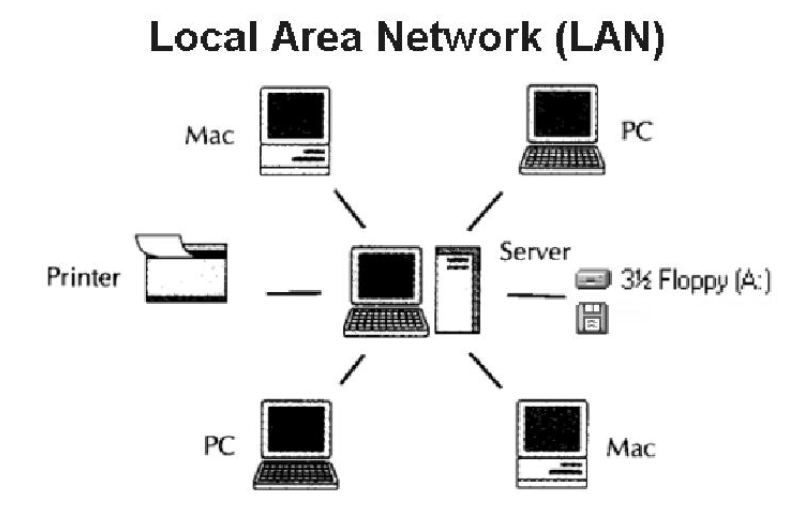 Local Area Network (LAN)
Mac
PC
Server
Printer
3½ Floppy (A:)
PC
Mac